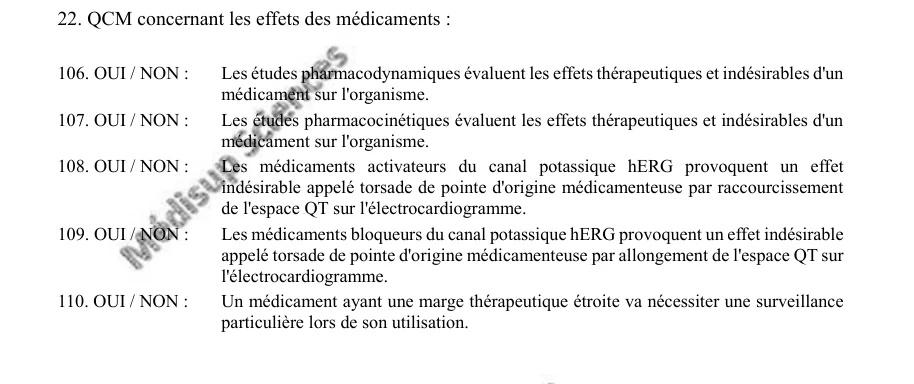 22. QCM concernant les effets des médicaments :
106. OUI / NON : Les études pharmacodynamiques évaluent les effets thérapeutiques et indésirables d'un
médicament sur l'organisme.
107. OUI / NON : Les études pharmacocinétiques évaluent les effets thérapeutiques et indésirables d'un
médicament sur l'organisme.
108. OUI / NON : Les médicaments activateurs du canal potassique hERG provoquent un effet
indésirable appelé torsade de pointe d'origine médicamenteuse par raccourcissement
de l'espace QT sur l'électrocardiogramme.
109. OUI / NON : Les médicaments bloqueurs du canal potassique hERG provoquent un effet indésirable
appelé torsade de pointe d'origine médicamenteuse par allongement de l'espace QT sur
l'électrocardiogramme.
110. OUI / NON : Un médicament ayant une marge thérapeutique étroite va nécessiter une surveillance
particulière lors de son utilisation.
Médisup Sciences